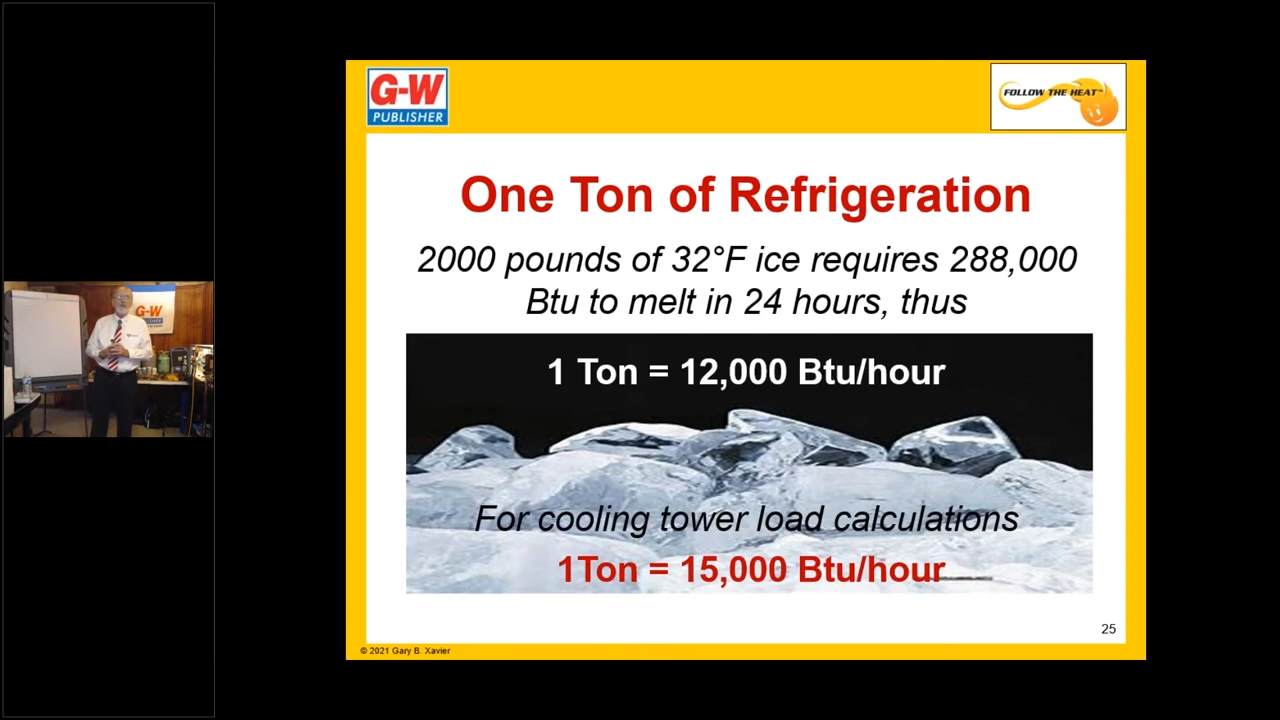 G-W
PUBLISHER
FOLLOW THE HEAT™
One Ton of Refrigeration
2000 pounds of 32°F ice requires 288,000
Btu to melt in 24 hours, thus
1 Ton = 12,000 Btu/hour
For cooling tower load calculations
1Ton = 15,000 Btu/hour
25
© 2021 Gary B. Xavier
G-W